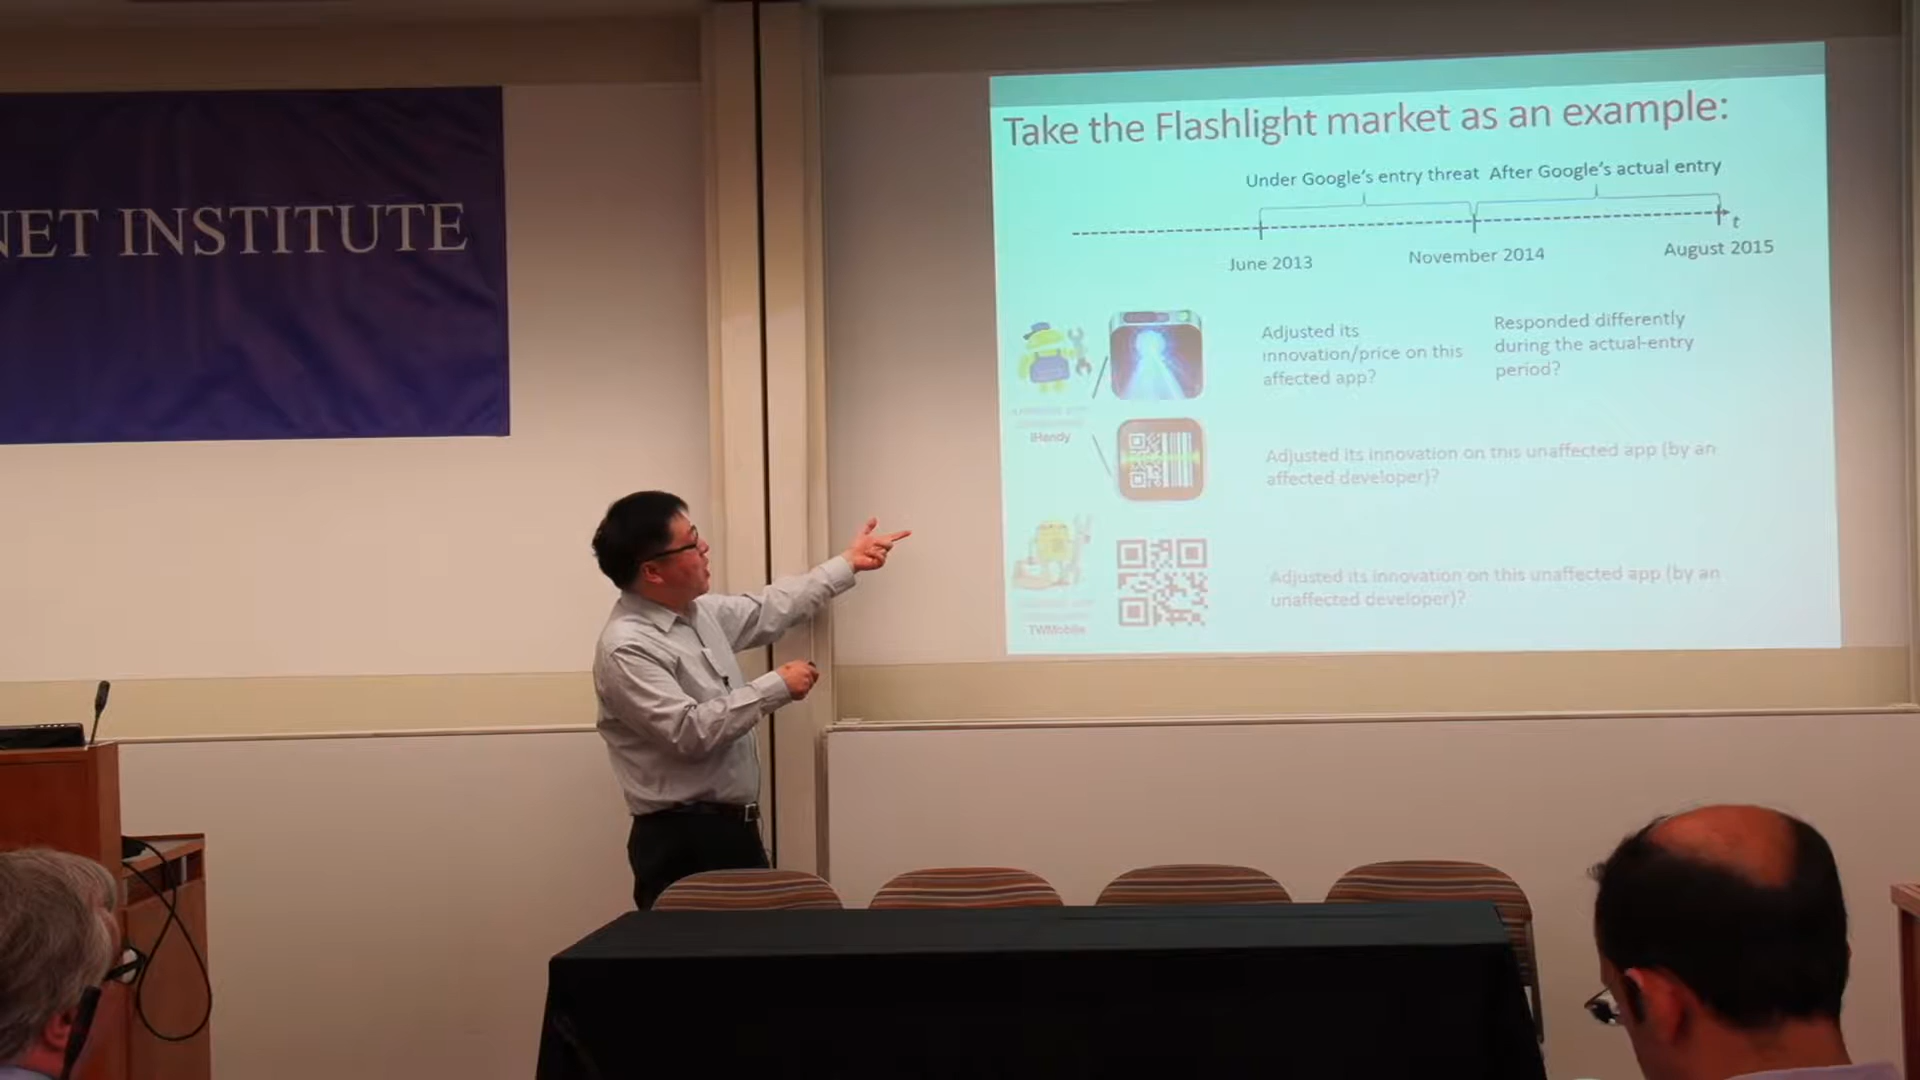 NET INSTITUTE
Take the Flashlight market as an example:
Under Google's entry threat After Google's actual entry
t
June 2013
November 2014
August 2015
Adjusted its
innovation/price on this
affected app?
Responded differently
during the actual-entry
period?
iHandy
Adjusted its innovation on this unaffected app (by an
affected developer)?
Adjusted its innovation on this unaffected app (by an
unaffected developer)?
TWMobile